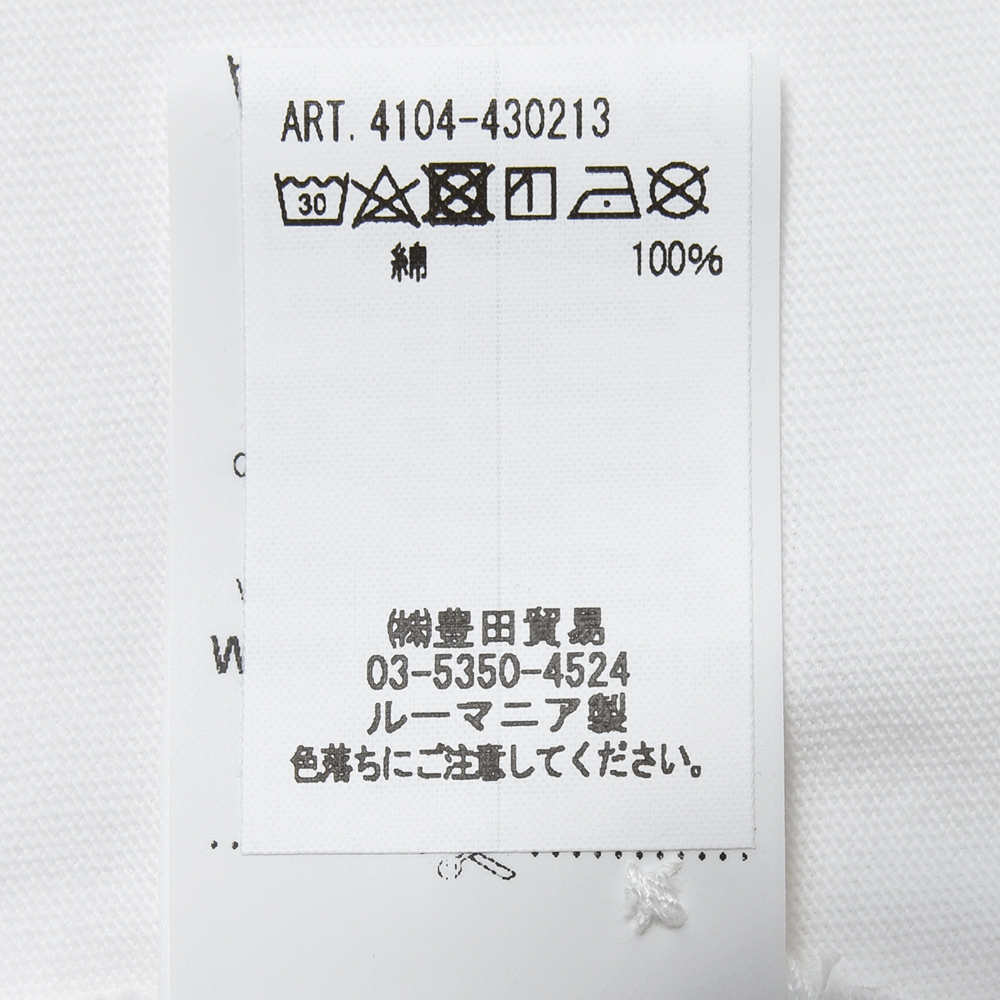 ART. 4104-430213
30
綿 100%
㈱豊田貿易
03-5350-4524
ルーマニア製
色落ちにご注意してください。
W